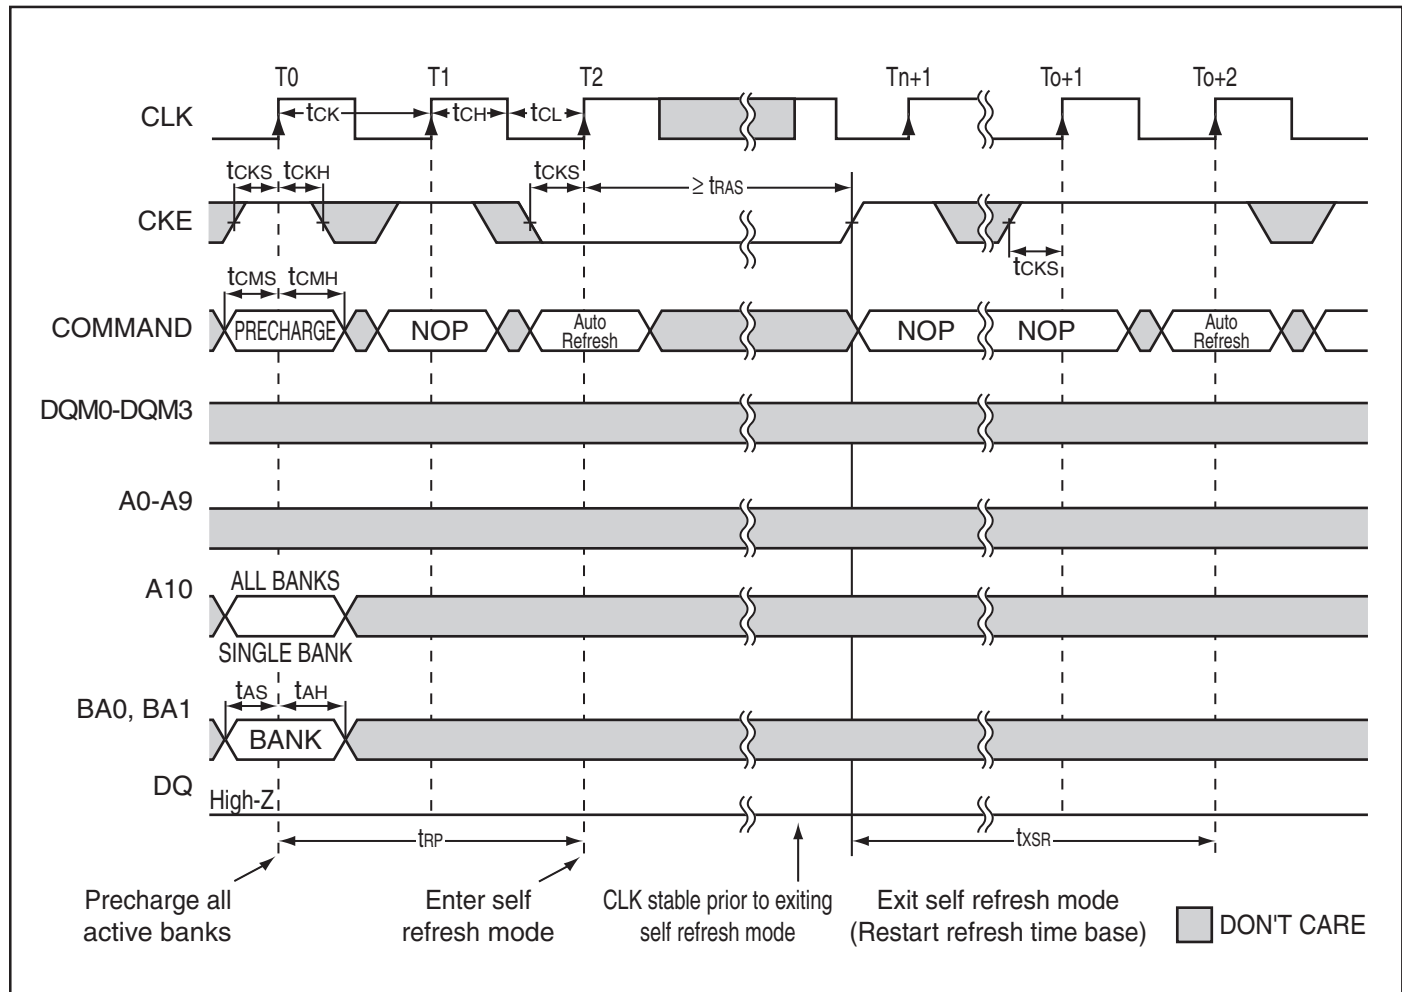 T0 T1 T2 Tn+1 To+1 To+2
CLK
tCK tCH tCL
tCKS tCKH tCKS ≥ tRAS
CKE
tCKS
tCMS tCMH
COMMAND PRECHARGE NOP Auto Refresh NOP NOP Auto Refresh
DQM0-DQM3
A0-A9
A10 ALL BANKS
SINGLE BANK
tAS tAH
BA0, BA1
BANK
DQ
High-Z
tRP tXSR
Precharge all
active banks
Enter self
refresh mode
CLK stable prior to exiting
self refresh mode
Exit self refresh mode
(Restart refresh time base)
DON'T CARE